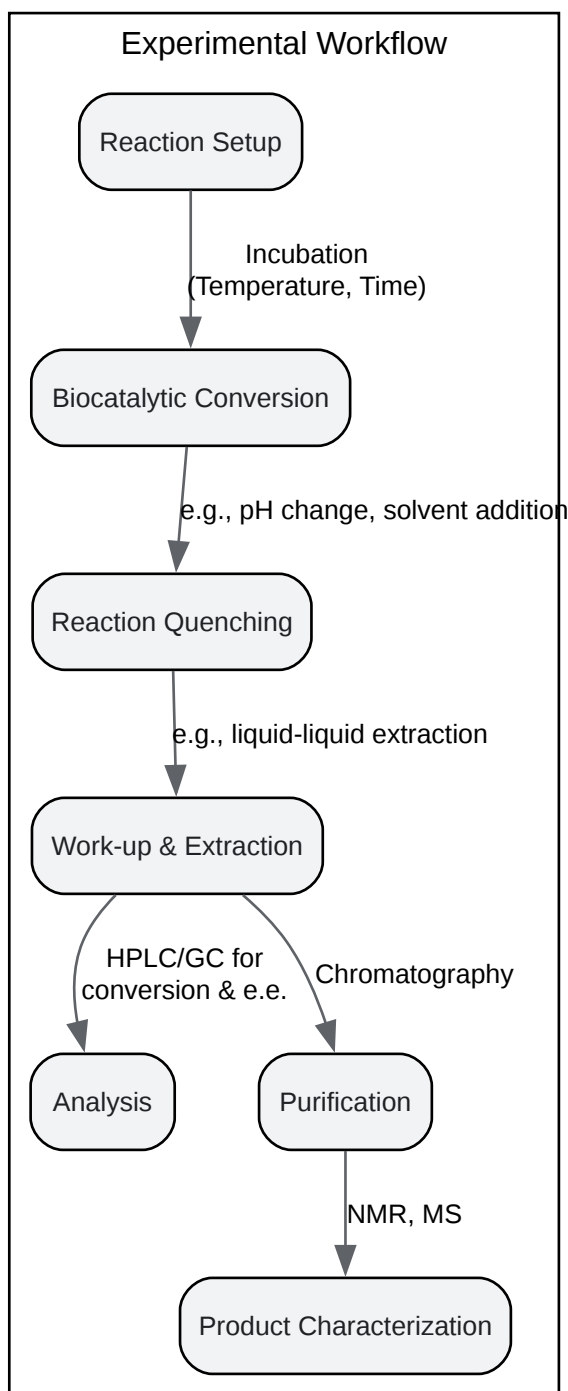 Experimental Workflow
Reaction Setup
Incubation
(Temperature, Time)
Biocatalytic Conversion
e.g., pH change, solvent addition
Reaction Quenching
e.g., liquid-liquid extraction
Work-up & Extraction
HPLC/GC for
conversion & e.e.
Chromatography
Analysis
Purification
NMR, MS
Product Characterization